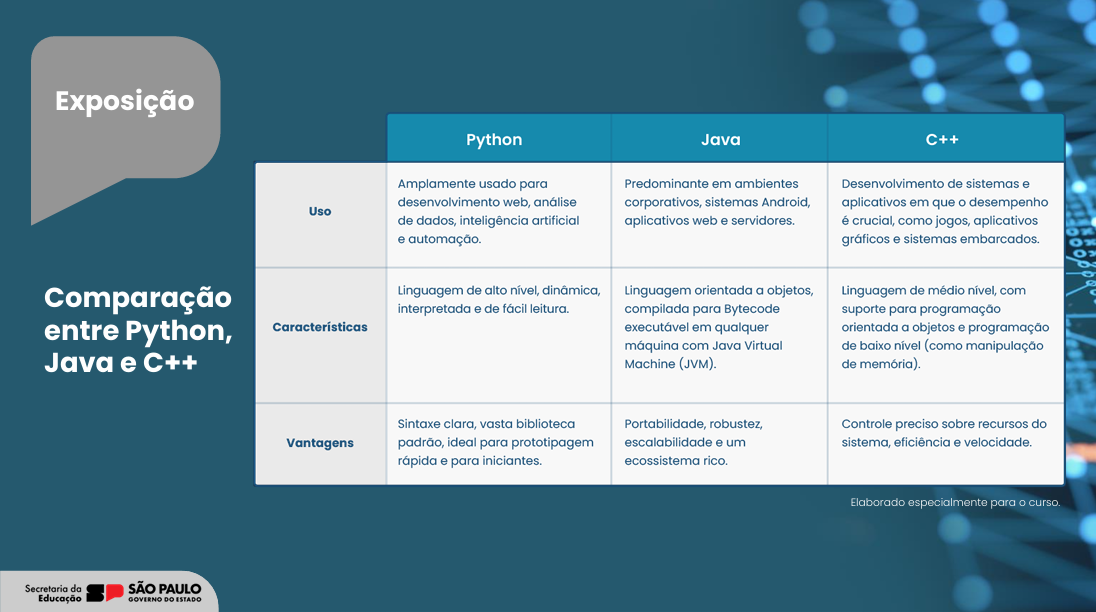 Exposição
Comparação
entre Python,
Java e C++
Python
Java
C++
Uso
Amplamente usado para
desenvolvimento web, análise
de dados, inteligência artificial
e automação.
Predominante em ambientes
corporativos, sistemas Android,
aplicativos web e servidores.
Desenvolvimento de sistemas e
aplicativos em que o desempenho
é crucial, como jogos, aplicativos
gráficos e sistemas embarcados.
Características
Linguagem de alto nível, dinâmica,
interpretada e de fácil leitura.
Linguagem orientada a objetos,
compilada para Bytecode
executável em qualquer
máquina com Java Virtual
Machine (JVM).
Linguagem de médio nível, com
suporte para programação
orientada a objetos e programação
de baixo nível (como manipulação
de memória).
Vantagens
Sintaxe clara, vasta biblioteca
padrão, ideal para prototipagem
rápida e para iniciantes.
Portabilidade, robustez,
escalabilidade e um
ecossistema rico.
Controle preciso sobre recursos do
sistema, eficiência e velocidade.
Elaborado especialmente para o curso.
Secretaria da
Educação
SP
SÃO PAULO
GOVERNO DO ESTADO